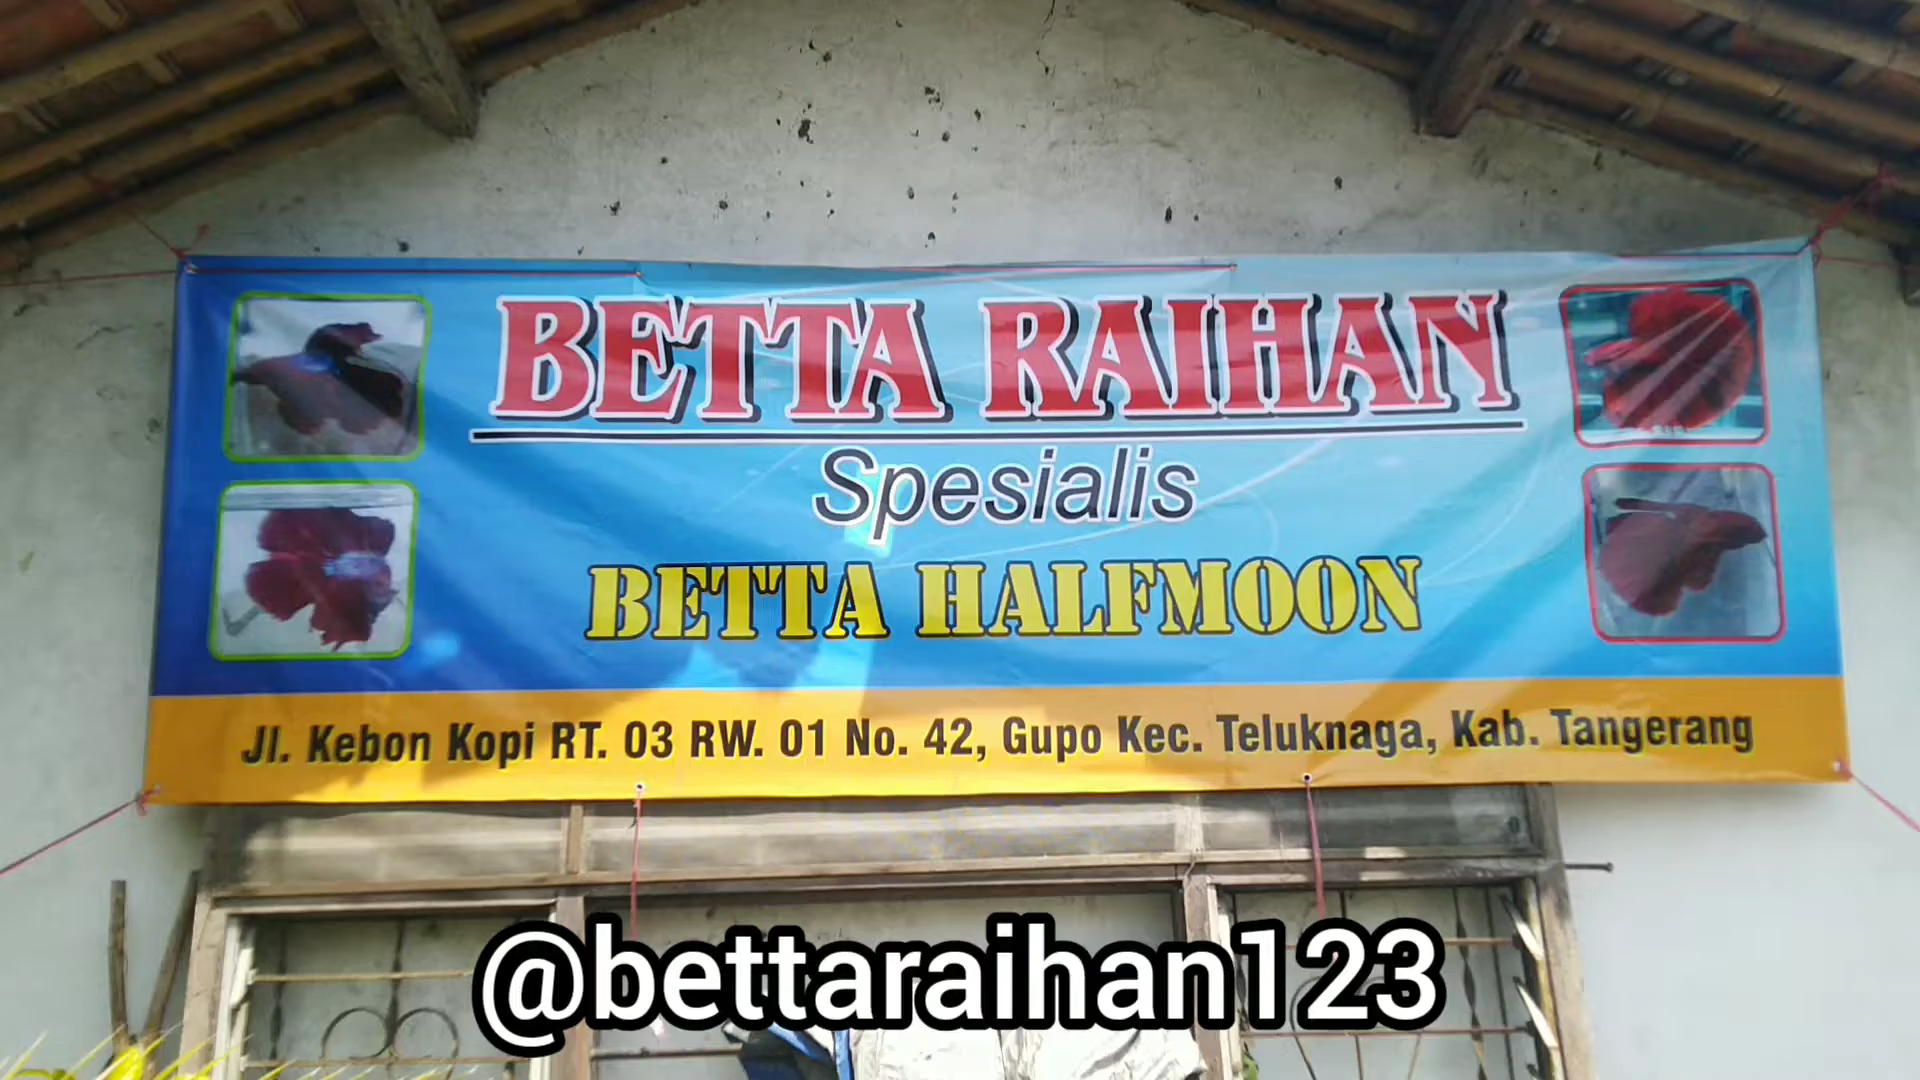 BETTA RAIHAN
Spesialis
BETTA HALFMOON
Jl. Kebon Kopi RT. 03 RW. 01 No. 42, Gupo Kec. Teluknaga, Kab. Tangerang
@bettaraihan123